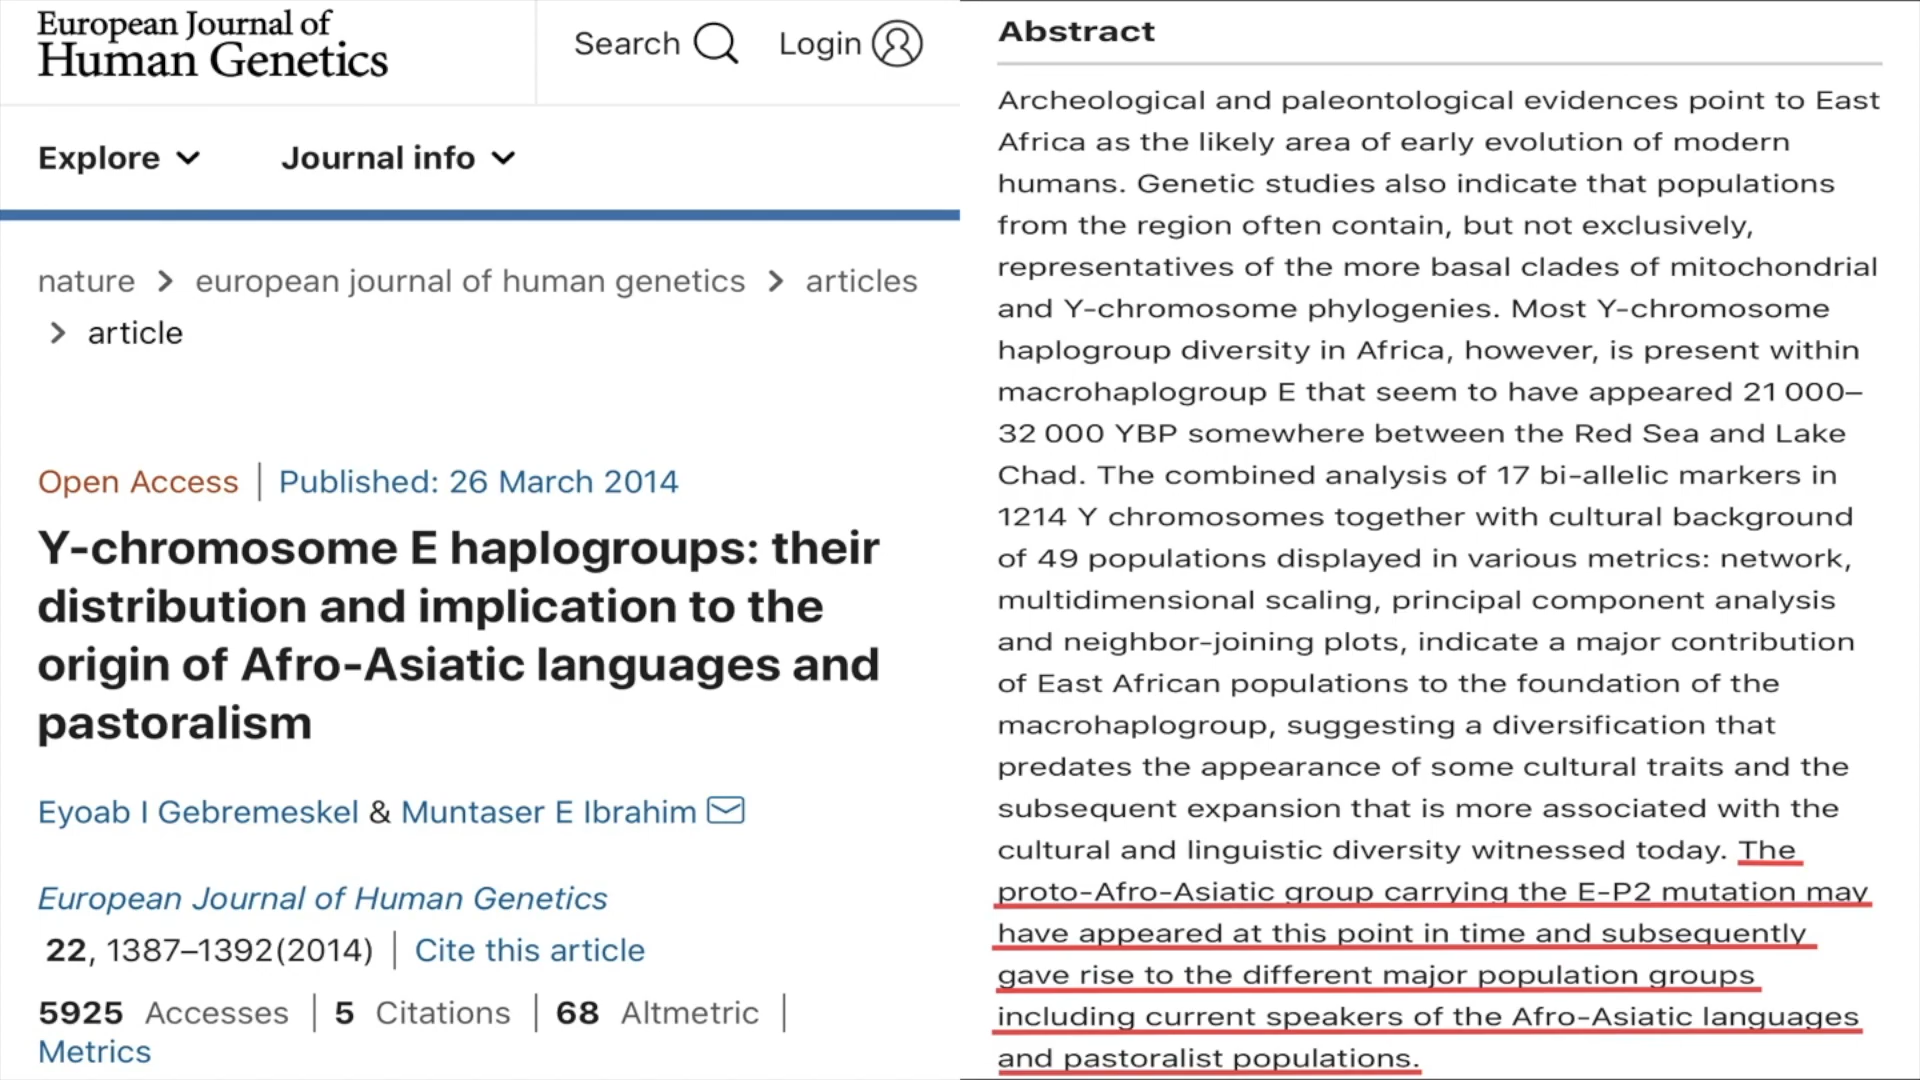 European Journal of
Human Genetics
Search
Login
Explore
Journal info
nature > european journal of human genetics > articles
> article
Open Access | Published: 26 March 2014
Y-chromosome E haplogroups: their
distribution and implication to the
origin of Afro-Asiatic languages and
pastoralism
Eyoab I Gebremeskel & Muntaser E Ibrahim
European Journal of Human Genetics
22, 1387–1392(2014) | Cite this article
5925 Accesses | 5 Citations | 68 Altmetric |
Metrics
Abstract
Archeological and paleontological evidences point to East
Africa as the likely area of early evolution of modern
humans. Genetic studies also indicate that populations
from the region often contain, but not exclusively,
representatives of the more basal clades of mitochondrial
and Y-chromosome phylogenies. Most Y-chromosome
haplogroup diversity in Africa, however, is present within
macrohaplogroup E that seem to have appeared 21 000–
32 000 YBP somewhere between the Red Sea and Lake
Chad. The combined analysis of 17 bi-allelic markers in
1214 Y chromosomes together with cultural background
of 49 populations displayed in various metrics: network,
multidimensional scaling, principal component analysis
and neighbor-joining plots, indicate a major contribution
of East African populations to the foundation of the
macrohaplogroup, suggesting a diversification that
predates the appearance of some cultural traits and the
subsequent expansion that is more associated with the
cultural and linguistic diversity witnessed today. The
proto-Afro-Asiatic group carrying the E-P2 mutation may
have appeared at this point in time and subsequently
gave rise to the different major population groups
including current speakers of the Afro-Asiatic languages
and pastoralist populations.